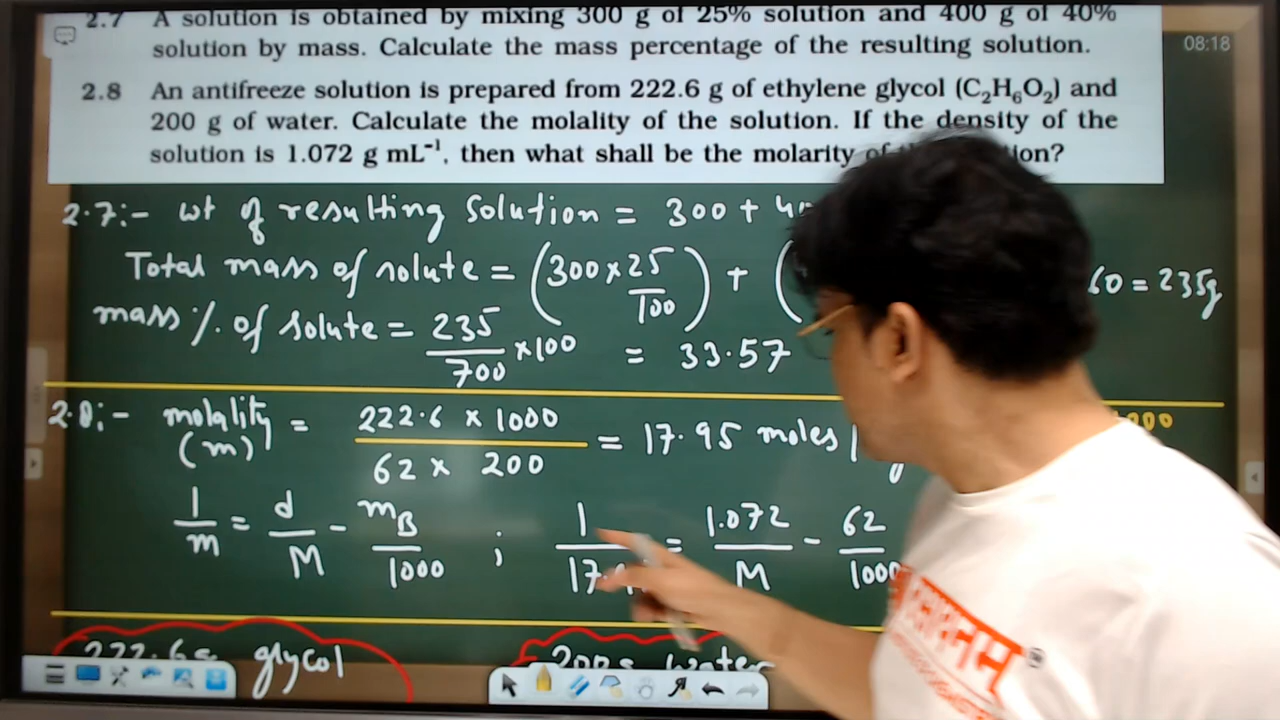 2.7 A solution is obtained by mixing 300 g of 25% solution and 400 g of 40%
solution by mass. Calculate the mass percentage of the resulting solution.
08:18
2.8 An antifreeze solution is prepared from 222.6 g of ethylene glycol (C₂H₆O₂) and
200 g of water. Calculate the molality of the solution. If the density of the
solution is 1.072 g mL⁻¹, then what shall be the molarity of
2.7:- wt of resulting Solution = 300 + 40
Total mass of solute = (300 × 25/100) + ( 60 = 235g
mass % of solute = 235/700 × 100 = 33.57
2.8:- molality (m) = 222.6 × 1000 / 62 × 200 = 17.95 moles
1/m = d/M - mB/1000 ; 1/17. = 1.072/M - 62/1000
222.6g glycol
200g water